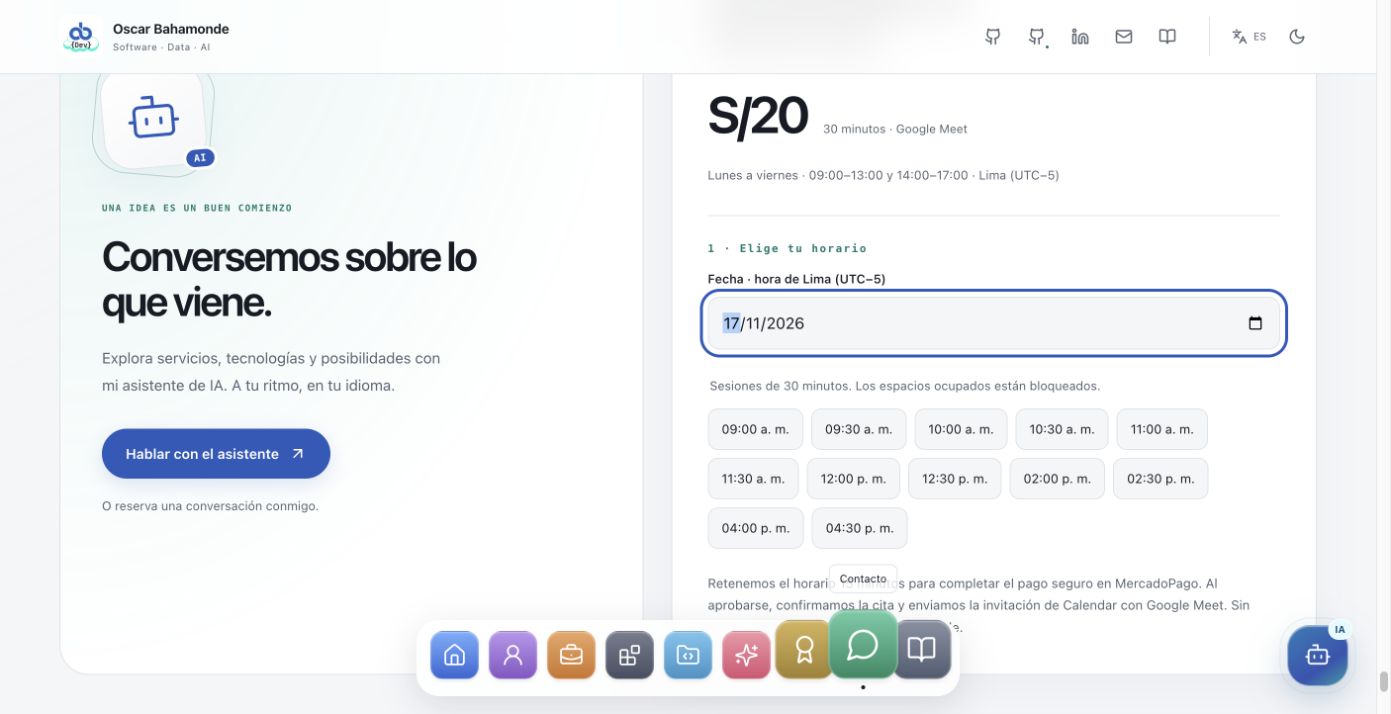 Oscar Bahamonde
Software · Data · AI
{Dev}
ES
AI
UNA IDEA ES UN BUEN COMIENZO
Conversemos sobre lo
que viene.
Explora servicios, tecnologías y posibilidades con
mi asistente de IA. A tu ritmo, en tu idioma.
Hablar con el asistente
O reserva una conversación conmigo.
S/20
30 minutos · Google Meet
Lunes a viernes · 09:00–13:00 y 14:00–17:00 · Lima (UTC−5)
1 · Elige tu horario
Fecha · hora de Lima (UTC−5)
17/11/2026
Sesiones de 30 minutos. Los espacios ocupados están bloqueados.
09:00 a. m. 09:30 a. m. 10:00 a. m. 10:30 a. m. 11:00 a. m.
11:30 a. m. 12:00 p. m. 12:30 p. m. 02:00 p. m. 02:30 p. m.
04:00 p. m. 04:30 p. m.
Contacto
Retenemos el horario para completar el pago seguro en MercadoPago. Al
aprobarse, confirmamos la cita y enviamos la invitación de Calendar con Google Meet. Sin
IA